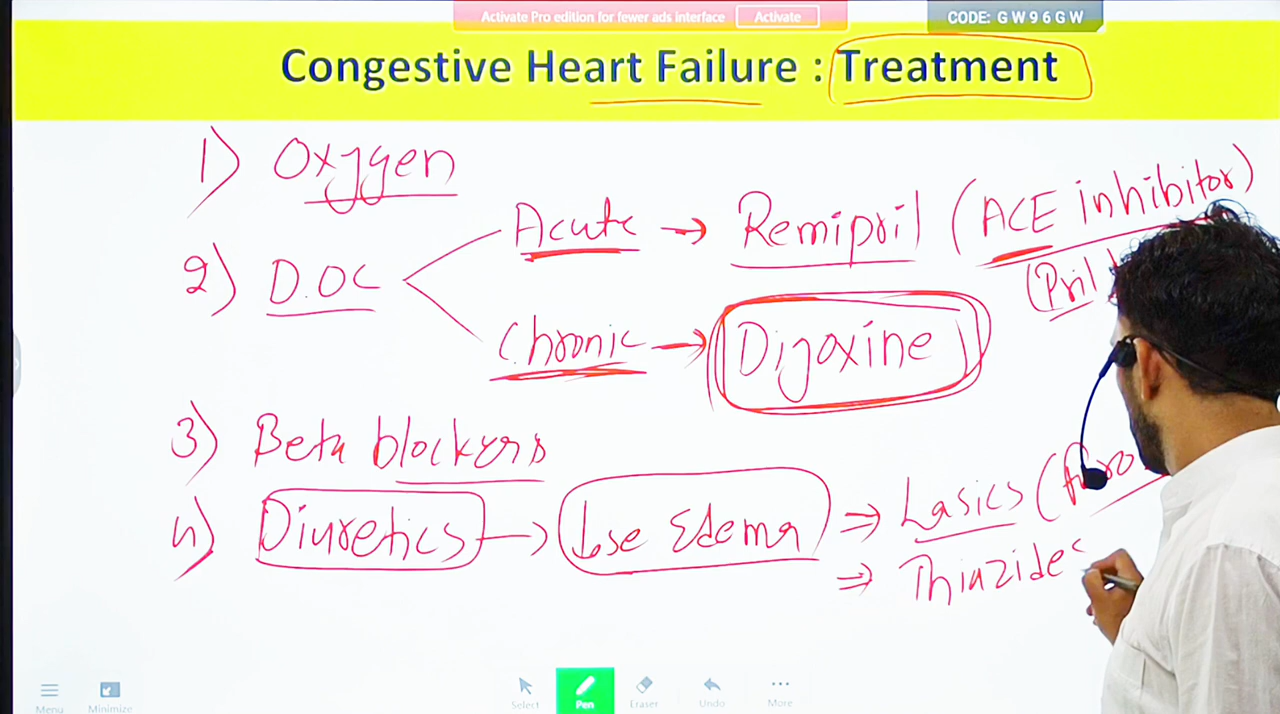 Activate Pro edition for fewer ads interface Activate
CODE: G W 9 6 G W
Congestive Heart Failure : Treatment
1) Oxygen
2) D.O.C
Acute → Remipril (ACE inhibitor)
(Pril
Chronic → Digoxine
3) Beta blockers
4) Diuretics → ↓se Edema ⇒ Lasics (
⇒ Thiazides
Menu
Minimize
Select
Pen
Eraser
Undo
More